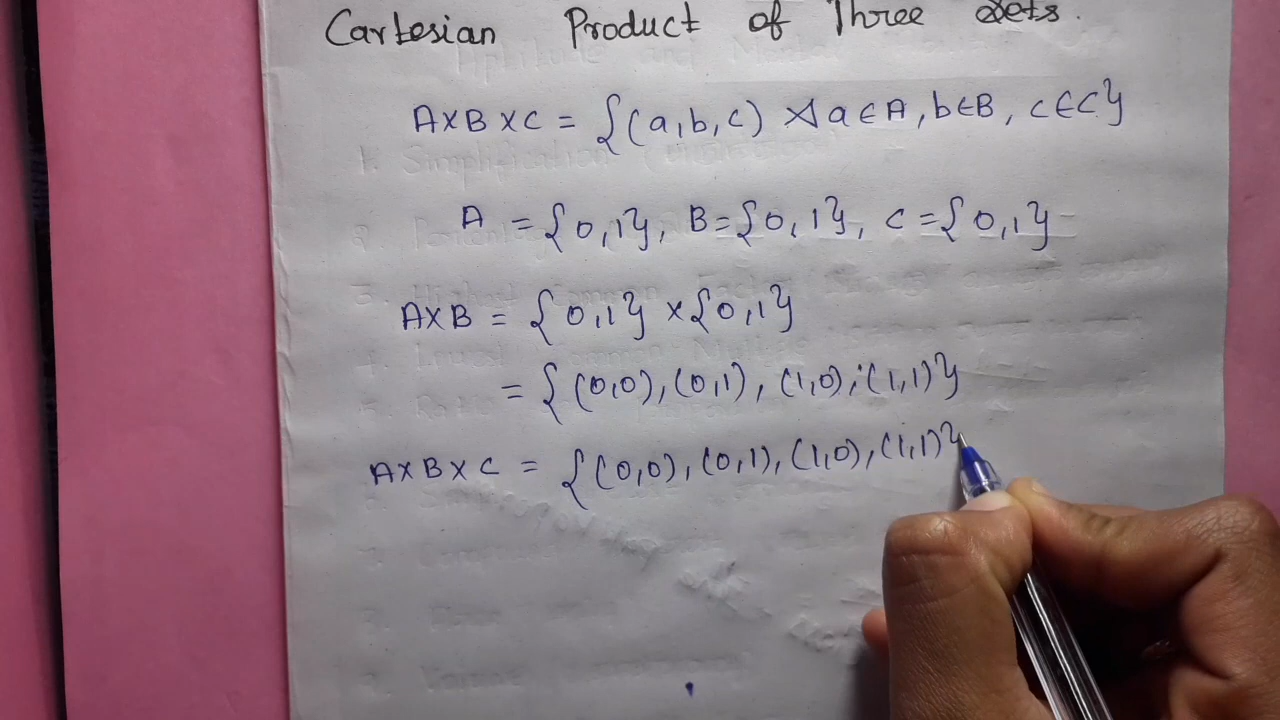 Cartesian Product of Three Sets.
A×B×C = {(a,b,c) ∀ a∈A, b∈B, c∈C}
A = {0,1}, B={0,1}, C={0,1}
A×B = {0,1} ×{0,1}
= {(0,0),(0,1), (1,0),(1,1)}
A×B×C = {(0,0),(0,1),(1,0),(1,1)}